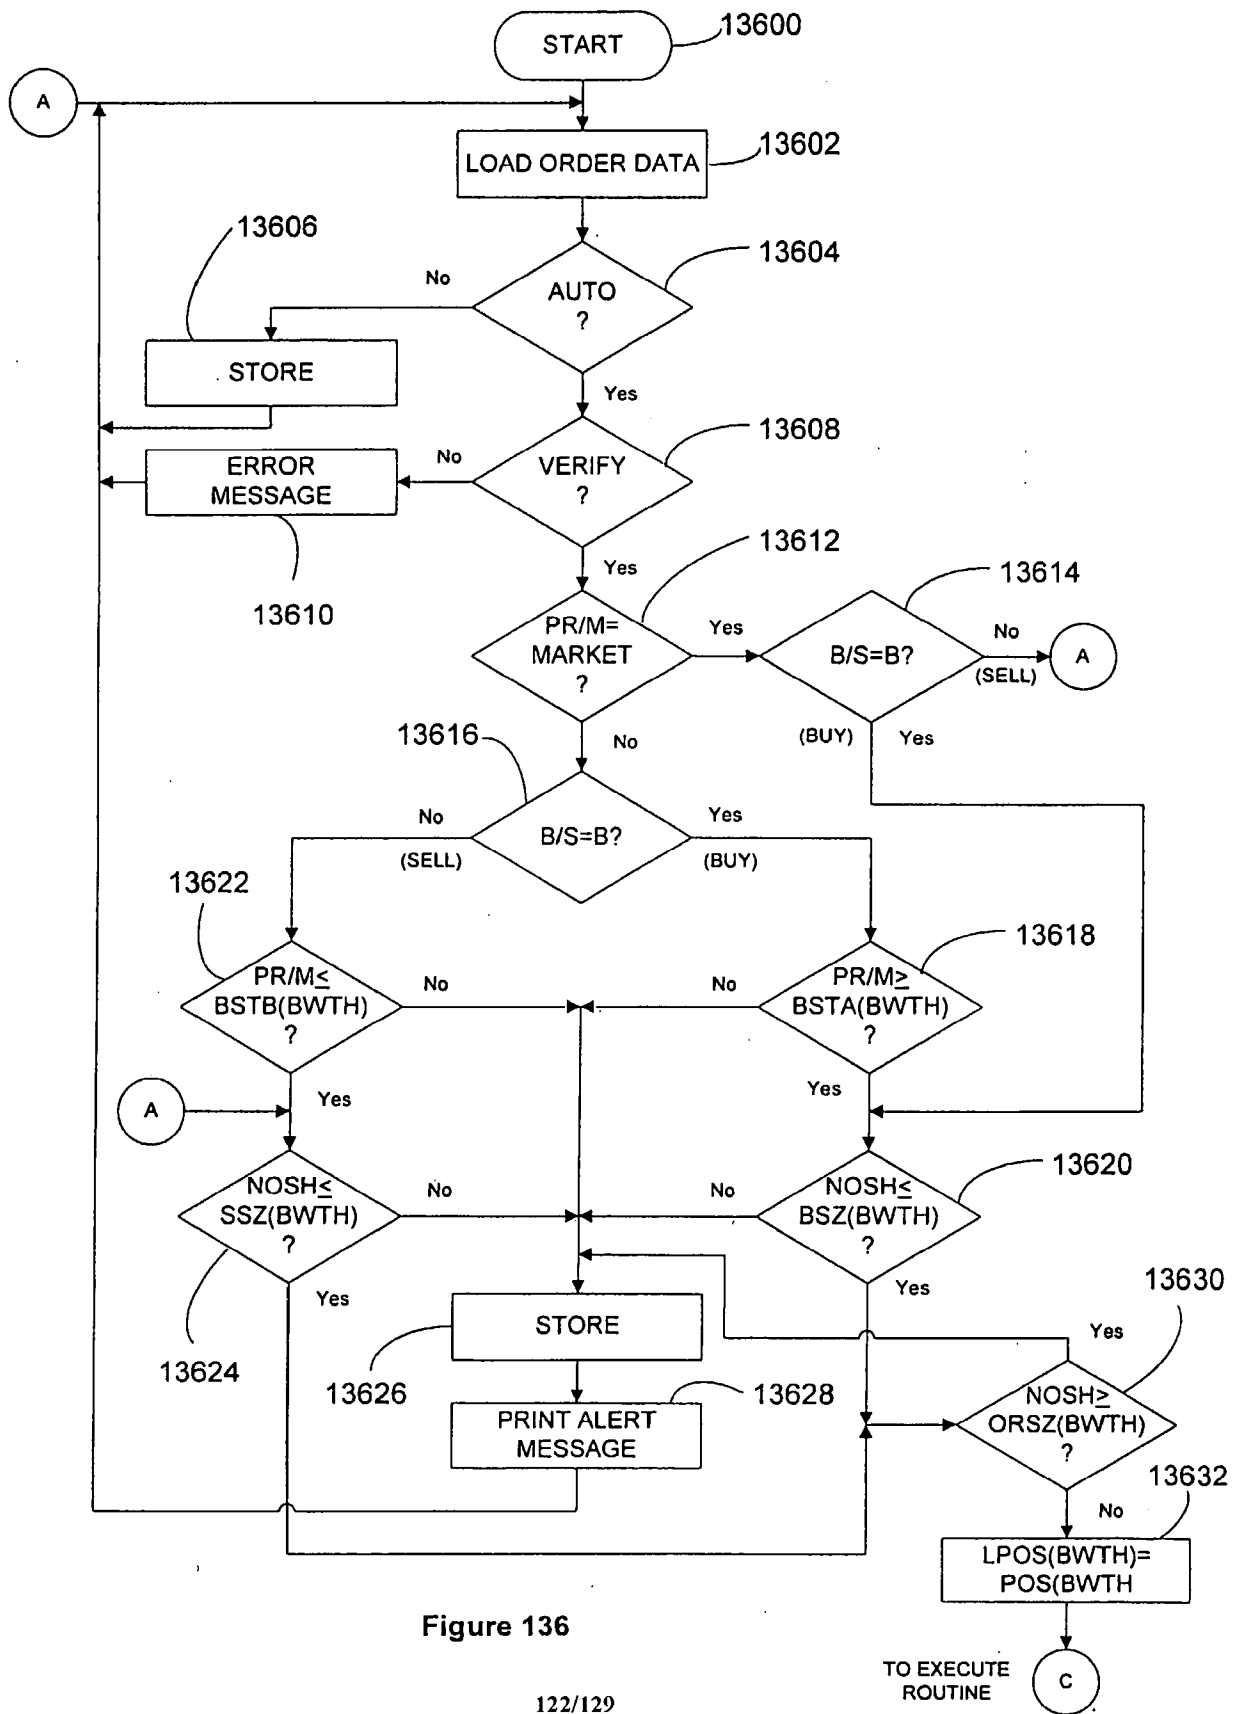 START
13600
A
LOAD ORDER DATA
13602
13606
13604
No
AUTO
?
STORE
Yes
13608
ERROR
MESSAGE
No
VERIFY
?
13612
Yes
13614
13610
PR/M=
MARKET
?
Yes
B/S=B?
No
(SELL)
A
13616
No
(BUY)
Yes
No
(SELL)
B/S=B?
Yes
(BUY)
13622
13618
PR/M≤
BSTB(BWTH)
?
No
No
PR/M≥
BSTA(BWTH)
?
Yes
Yes
A
13620
NOSH≤
SSZ(BWTH)
?
No
No
NOSH≤
BSZ(BWTH)
?
Yes
Yes
13630
STORE
Yes
13624
13626
13628
NOSH≥
ORSZ(BWTH)
?
PRINT ALERT
MESSAGE
13632
No
LPOS(BWTH)=
POS(BWTH
Figure 136
TO EXECUTE
ROUTINE
C
122/129